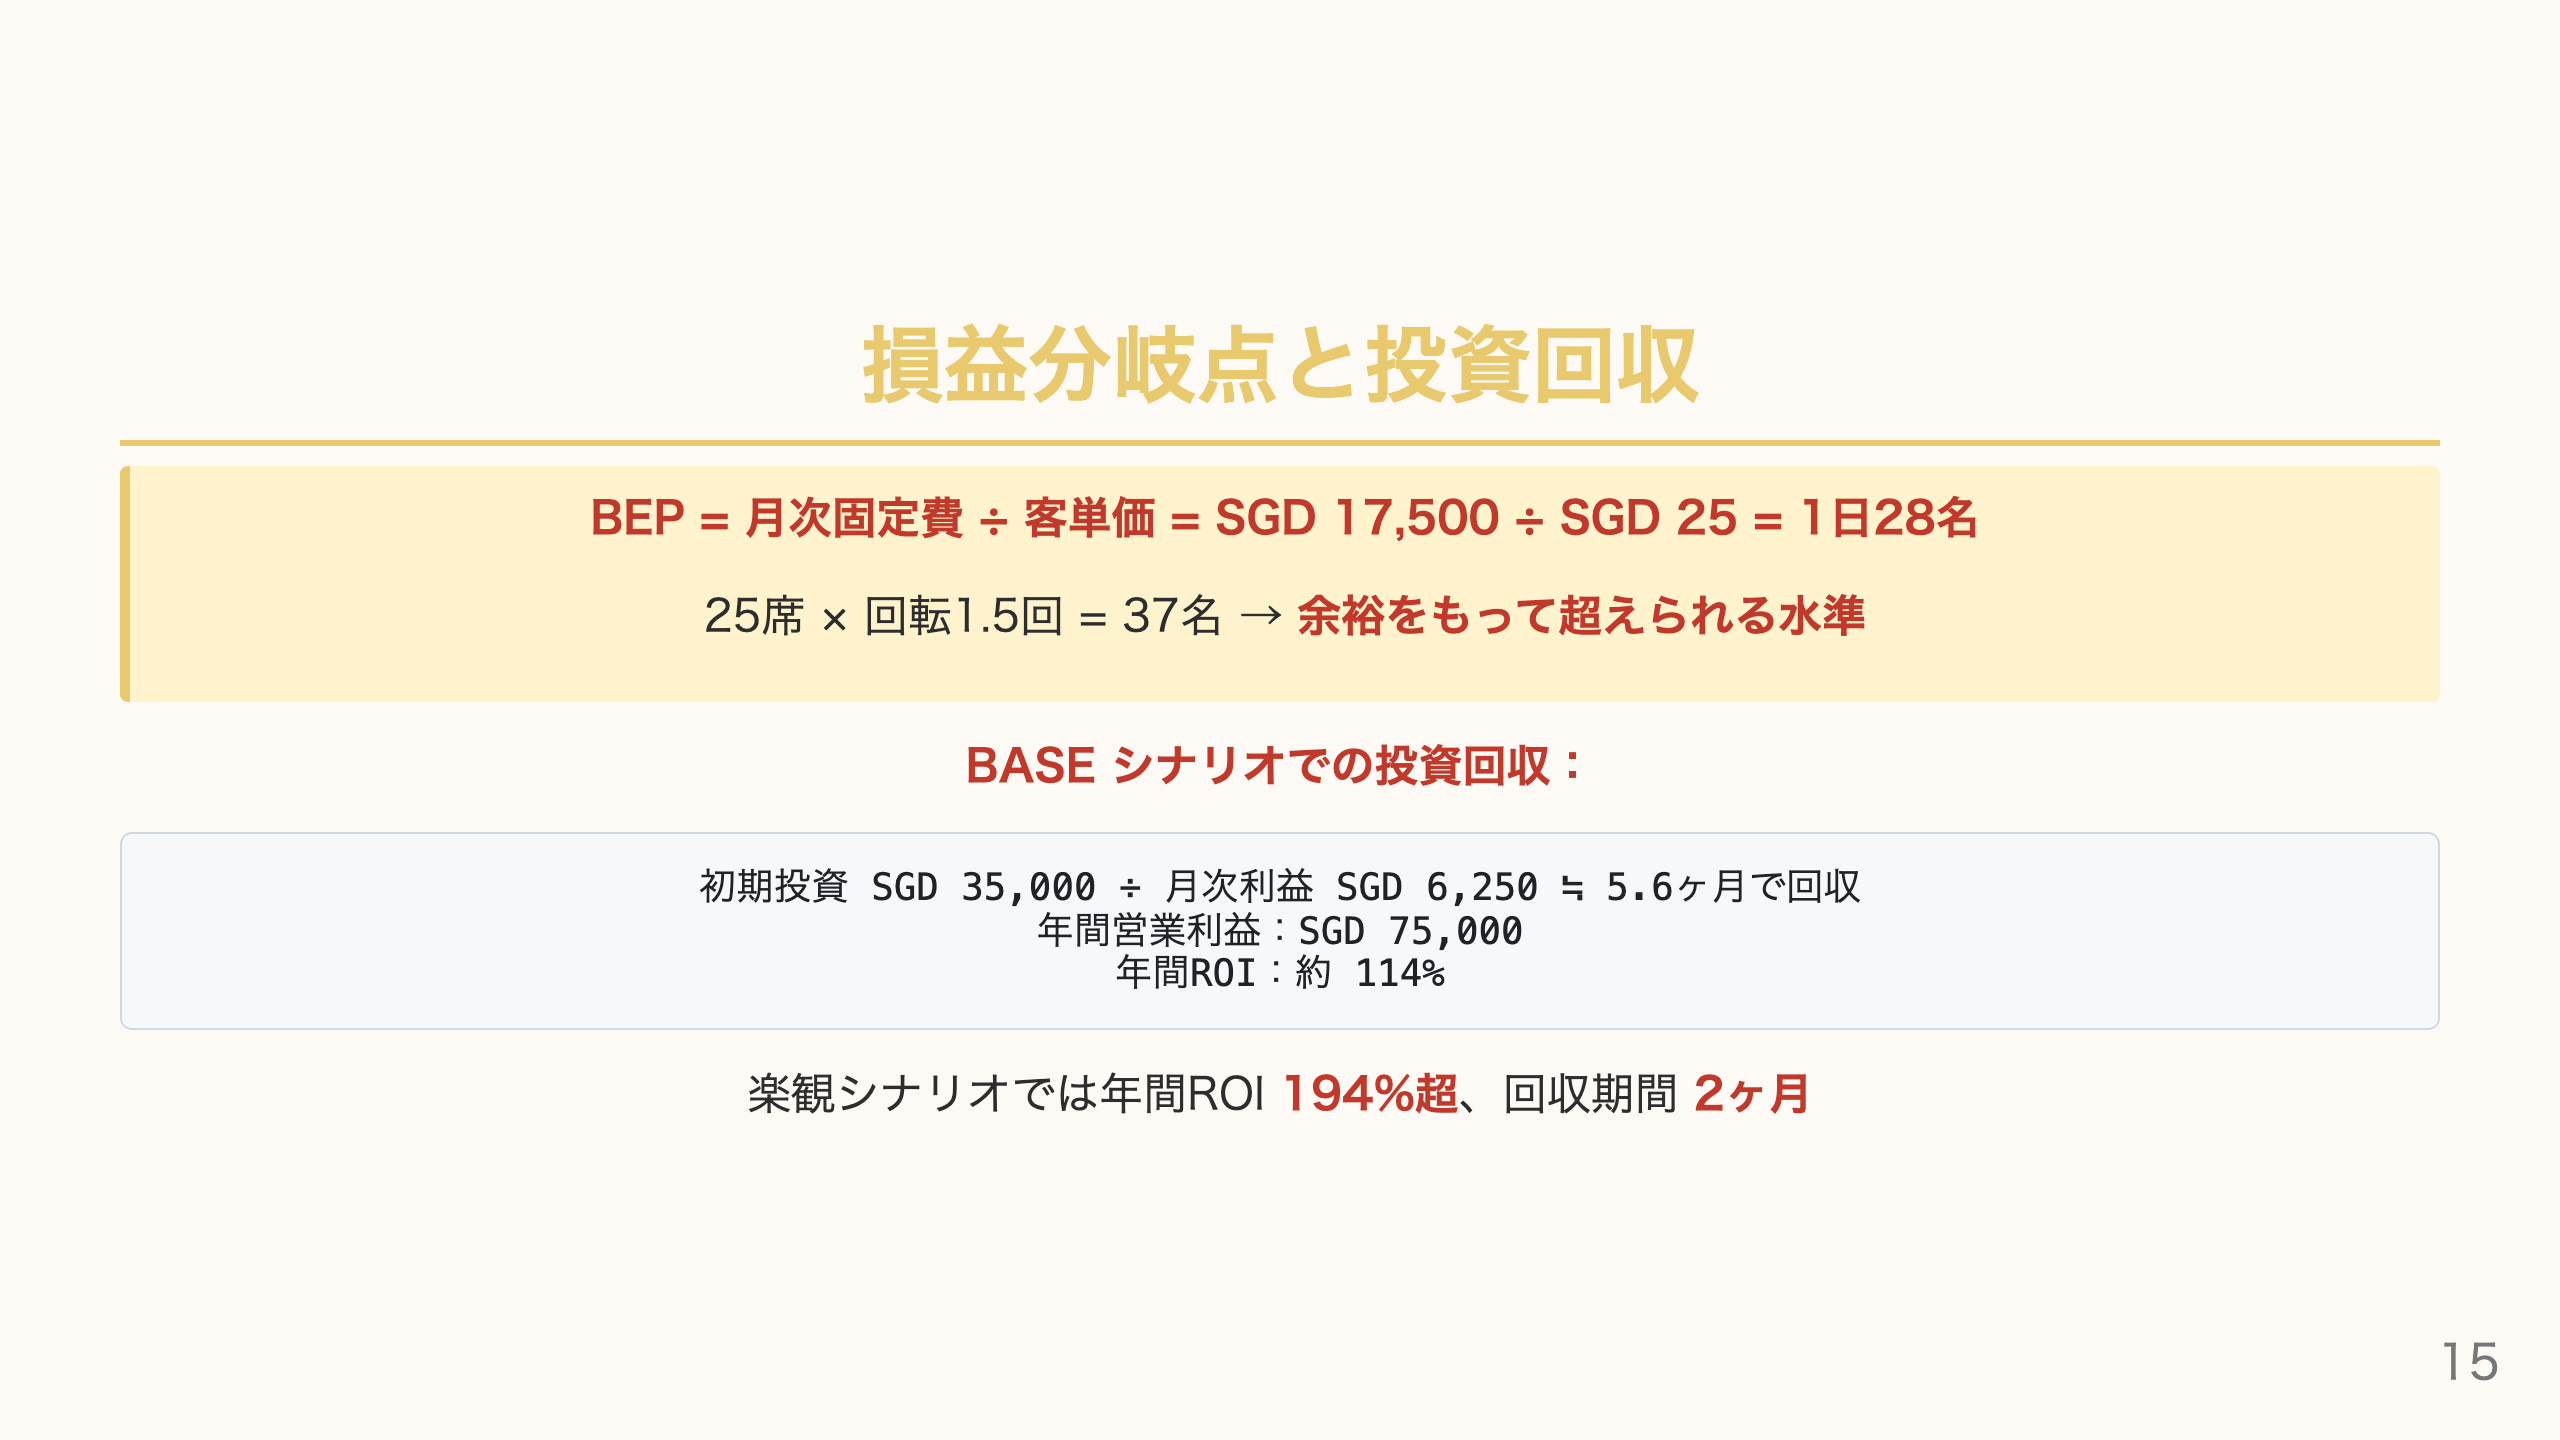 損益分岐点と投資回収
BEP = 月次固定費 ÷ 客単価 = SGD 17,500 ÷ SGD 25 = 1日28名
25席 × 回転1.5回 = 37名 → 余裕をもって超えられる水準
BASE シナリオでの投資回収：
初期投資 SGD 35,000 ÷ 月次利益 SGD 6,250 ≒ 5.6ヶ月で回収
年間営業利益：SGD 75,000
年間ROI：約 114%
楽観シナリオでは年間ROI 194%超、回収期間 2ヶ月
15